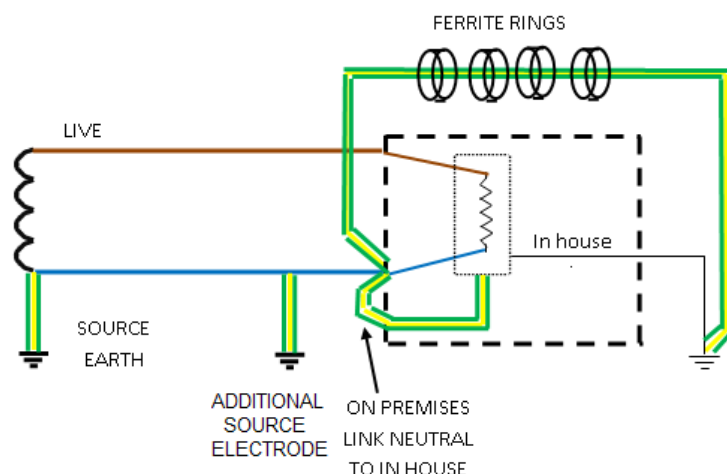 FERRITE RINGS
LIVE
In house
SOURCE
EARTH
ADDITIONAL
SOURCE
ELECTRODE
ON PREMISES
LINK NEUTRAL
TO IN HOUSE